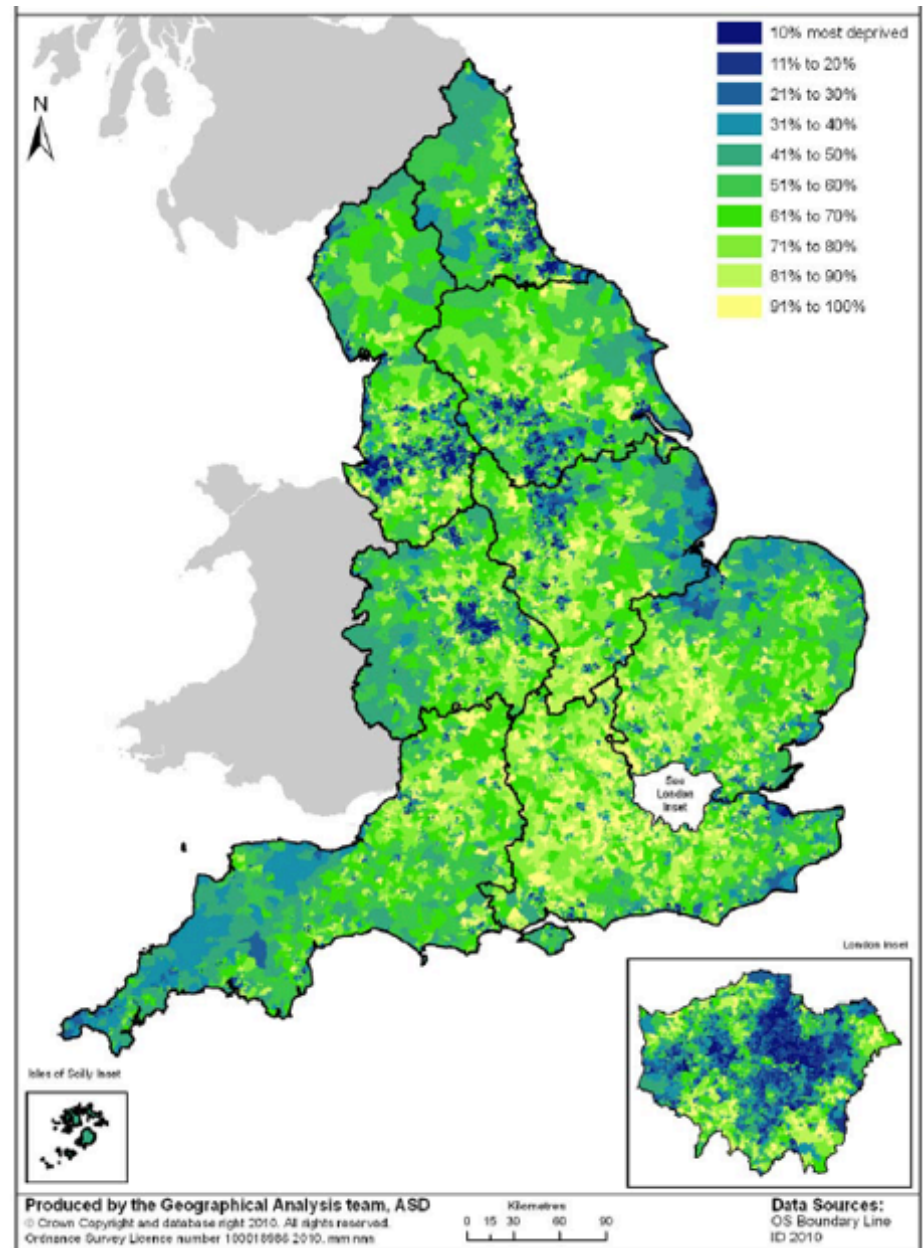 10% most deprived
11% to 20%
21% to 30%
31% to 40%
41% to 50%
51% to 60%
61% to 70%
71% to 80%
81% to 90%
91% to 100%
N
See
London
Inset
London Inset
Isles of Scilly Inset
Produced by the Geographical Analysis team, ASD
© Crown Copyright and database right 2010. All rights reserved.
Ordnance Survey Licence number 100018986 2010. mm nnn
Kilometres
0 15 30 60 90
Data Sources:
OS Boundary Line
ID 2010